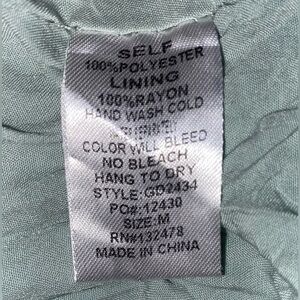 SELF
100%POLYESTER
LINING
100%RAYON
HAND WASH COLD
COLOR WILL BLEED
NO BLEACH
HANG TO DRY
STYLE:GD2434
PO#:12430
SIZE:M
RN#132478
MADE IN CHINA